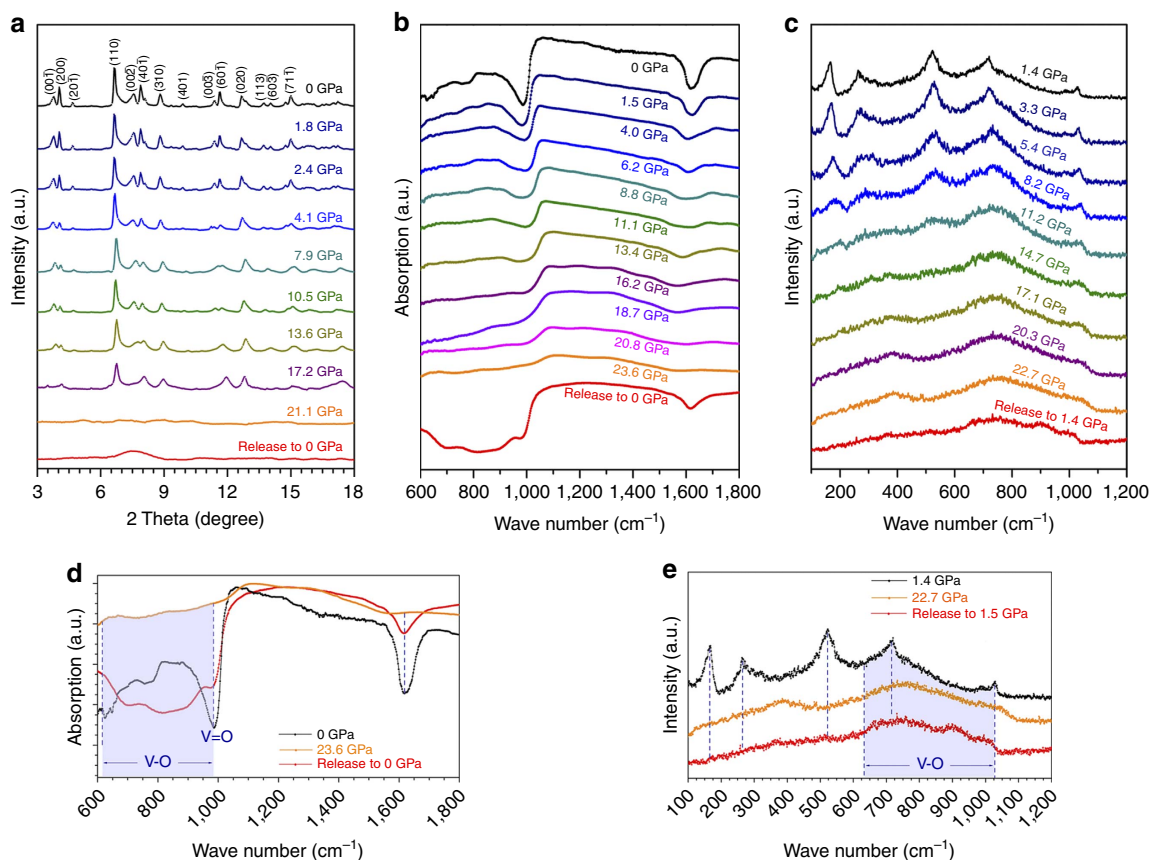 a
(001̄)
(200)
(201̄)
(110)
(002)
(401̄)
(310)
(401)
(003)
(601̄)
(020)
(113)
(603̄)
(711̄)
0 GPa
1.8 GPa
2.4 GPa
4.1 GPa
7.9 GPa
10.5 GPa
13.6 GPa
17.2 GPa
21.1 GPa
Release to 0 GPa
Intensity (a.u.)
3 6 9 12 15 18
2 Theta (degree)
b
0 GPa
1.5 GPa
4.0 GPa
6.2 GPa
8.8 GPa
11.1 GPa
13.4 GPa
16.2 GPa
18.7 GPa
20.8 GPa
23.6 GPa
Release to 0 GPa
Absorption (a.u.)
600 1,000 1,400 1,800
Wave number (cm⁻¹)
c
1.4 GPa
3.3 GPa
5.4 GPa
8.2 GPa
11.2 GPa
14.7 GPa
17.1 GPa
20.3 GPa
22.7 GPa
Release to 1.4 GPa
Intensity (a.u.)
200 400 600 800 1,000 1,200
Wave number (cm⁻¹)
d
Absorption (a.u.)
V=O
V-O
0 GPa
23.6 GPa
Release to 0 GPa
600 800 1,000 1,200 1,400 1,600 1,800
Wave number (cm⁻¹)
e
1.4 GPa
22.7 GPa
Release to 1.5 GPa
Intensity (a.u.)
V-O
100 200 300 400 500 600 700 800 900 1,000 1,100 1,200
Wave number (cm⁻¹)